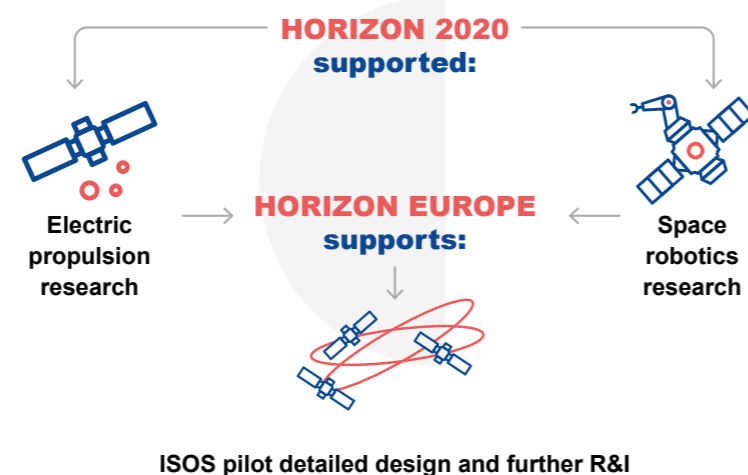 HORIZON 2020
supported:
Electric
propulsion
research
HORIZON EUROPE
supports:
Space
robotics
research
ISOS pilot detailed design and further R&I